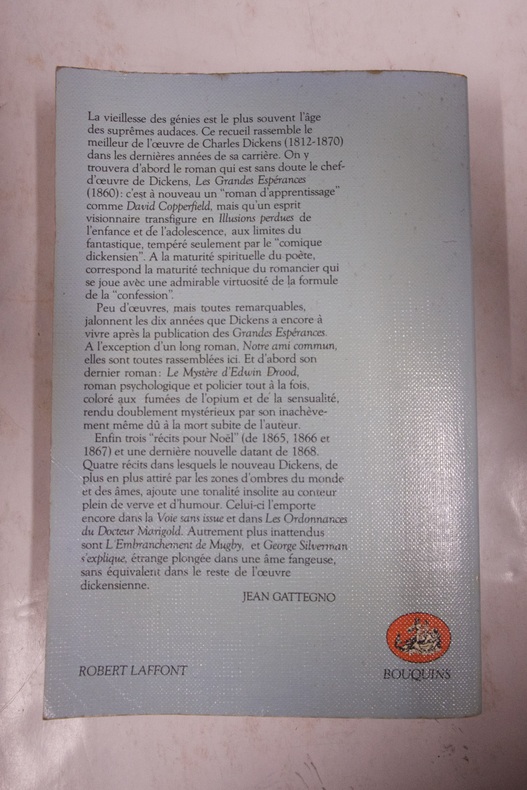 La vieillesse des génies est le plus souvent l'âge
des suprêmes audaces. Ce recueil rassemble le
meilleur de l'œuvre de Charles Dickens (1812-1870)
dans les dernières années de sa carrière. On y
trouvera d'abord le roman qui est sans doute le chef-
d'œuvre de Dickens, Les Grandes Espérances
(1860) : c'est à nouveau un "roman d'apprentissage"
comme David Copperfield, mais qu'un esprit
visionnaire transfigure en Illusions perdues de
l'enfance et de l'adolescence, aux limites du
fantastique, tempéré seulement par le "comique
dickensien". A la maturité spirituelle du poète,
correspond la maturité technique du romancier qui
se joue avec une admirable virtuosité de la formule
de la "confession".
Peu d'œuvres, mais toutes remarquables,
jalonnent les dix années que Dickens a encore à
vivre après la publication des Grandes Espérances.
A l'exception d'un long roman, Notre ami commun,
elles sont toutes rassemblées ici. Et d'abord son
dernier roman : Le Mystère d'Edwin Drood,
roman psychologique et policier tout à la fois,
coloré aux fumées de l'opium et de la sensualité,
rendu doublement mystérieux par son inachève-
ment même dû à la mort subite de l'auteur.
Enfin trois "récits pour Noël" (de 1865, 1866 et
1867) et une dernière nouvelle datant de 1868.
Quatre récits dans lesquels le nouveau Dickens, de
plus en plus attiré par les zones d'ombres du monde
et des âmes, ajoute une tonalité insolite au conteur
plein de verve et d'humour. Celui-ci l'emporte
encore dans la Voie sans issue et dans Les Ordonnances
du Docteur Marigold. Autrement plus inattendus
sont L'Embranchement de Mugby, et George Silverman
s'explique, étrange plongée dans une âme fangeuse,
sans équivalent dans le reste de l'œuvre
dickensienne.
JEAN GATTEGNO
ROBERT LAFFONT
BOUQUINS